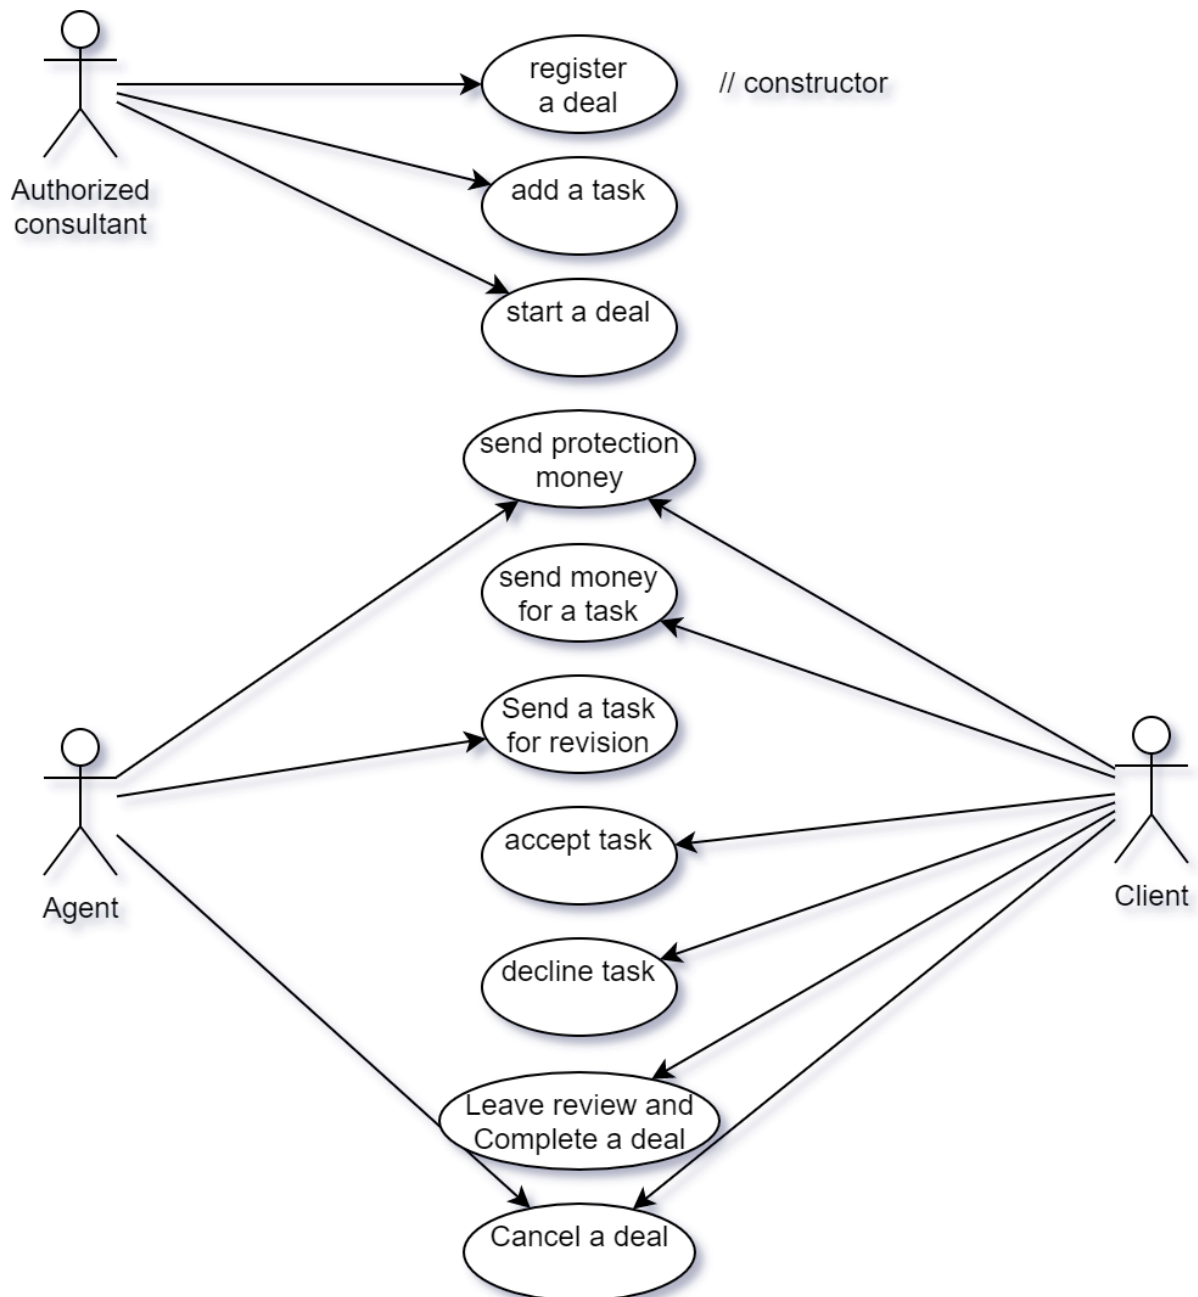 register
a deal
// constructor
Authorized
consultant
add a task
start a deal
send protection
money
send money
for a task
Send a task
for revision
accept task
Agent
Client
decline task
Leave review and
Complete a deal
Cancel a deal